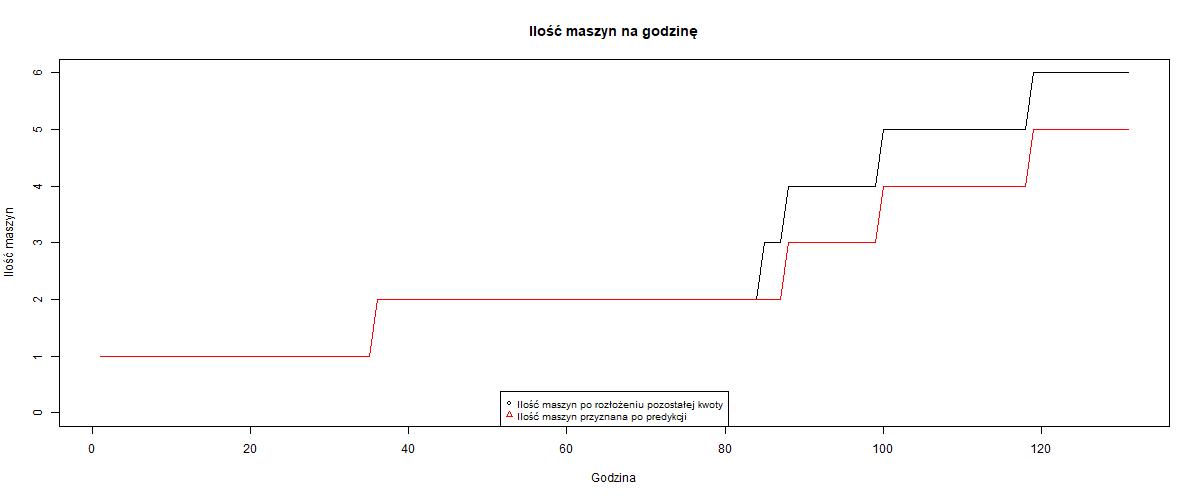 Ilość maszyn na godzinę
6
5
4
3
2
1
0
Ilość maszyn
Ilość maszyn po rozłożeniu pozostałej kwoty
Ilość maszyn przyznana po predykcji
0 20 40 60 80 100 120
Godzina